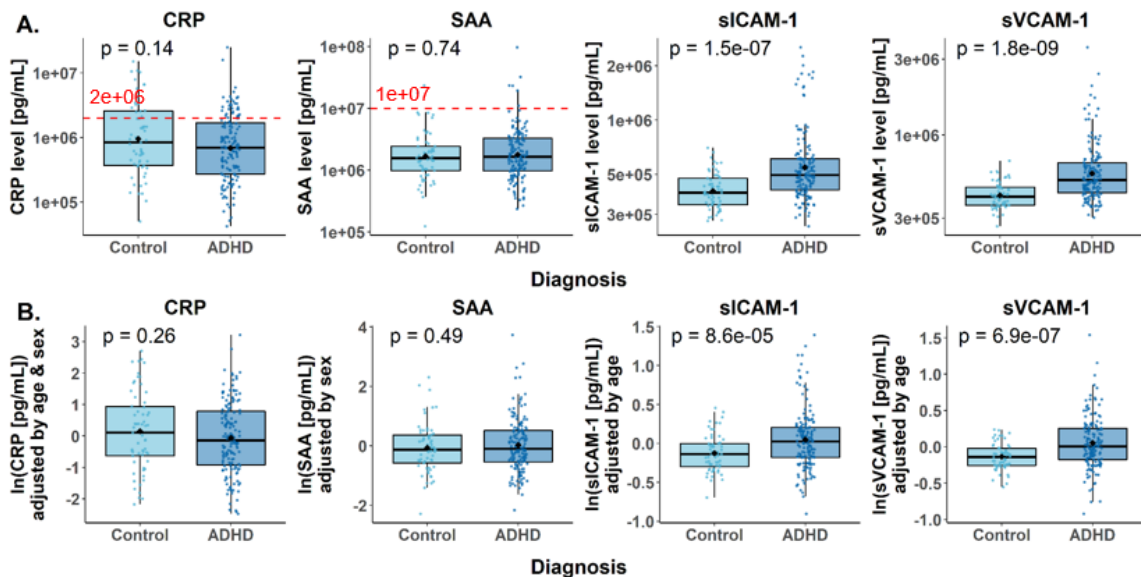 A.
CRP
SAA
sICAM-1
sVCAM-1
CRP level [pg/mL]
1e+07
1e+06
1e+05
p = 0.14
2e+06
Control
ADHD
SAA level [pg/mL]
1e+08
1e+07
1e+06
1e+05
p = 0.74
1e+07
Control
ADHD
sICAM-1 level [pg/mL]
2e+06
1e+06
5e+05
3e+05
p = 1.5e-07
Control
ADHD
sVCAM-1 level [pg/mL]
3e+06
1e+06
3e+05
p = 1.8e-09
Control
ADHD
Diagnosis
B.
CRP
SAA
sICAM-1
sVCAM-1
ln(CRP [pg/mL])
adjusted by age & sex
3
2
1
0
-1
-2
p = 0.26
Control
ADHD
ln(SAA [pg/mL])
adjusted by sex
4
2
0
-2
p = 0.49
Control
ADHD
ln(sICAM-1 [pg/mL])
adjusted by age
1.5
1.0
0.5
0.0
-0.5
-1.0
p = 8.6e-05
Control
ADHD
ln(sVCAM-1 [pg/mL])
adjusted by age
1.5
1.0
0.5
0.0
-0.5
-1.0
p = 6.9e-07
Control
ADHD
Diagnosis